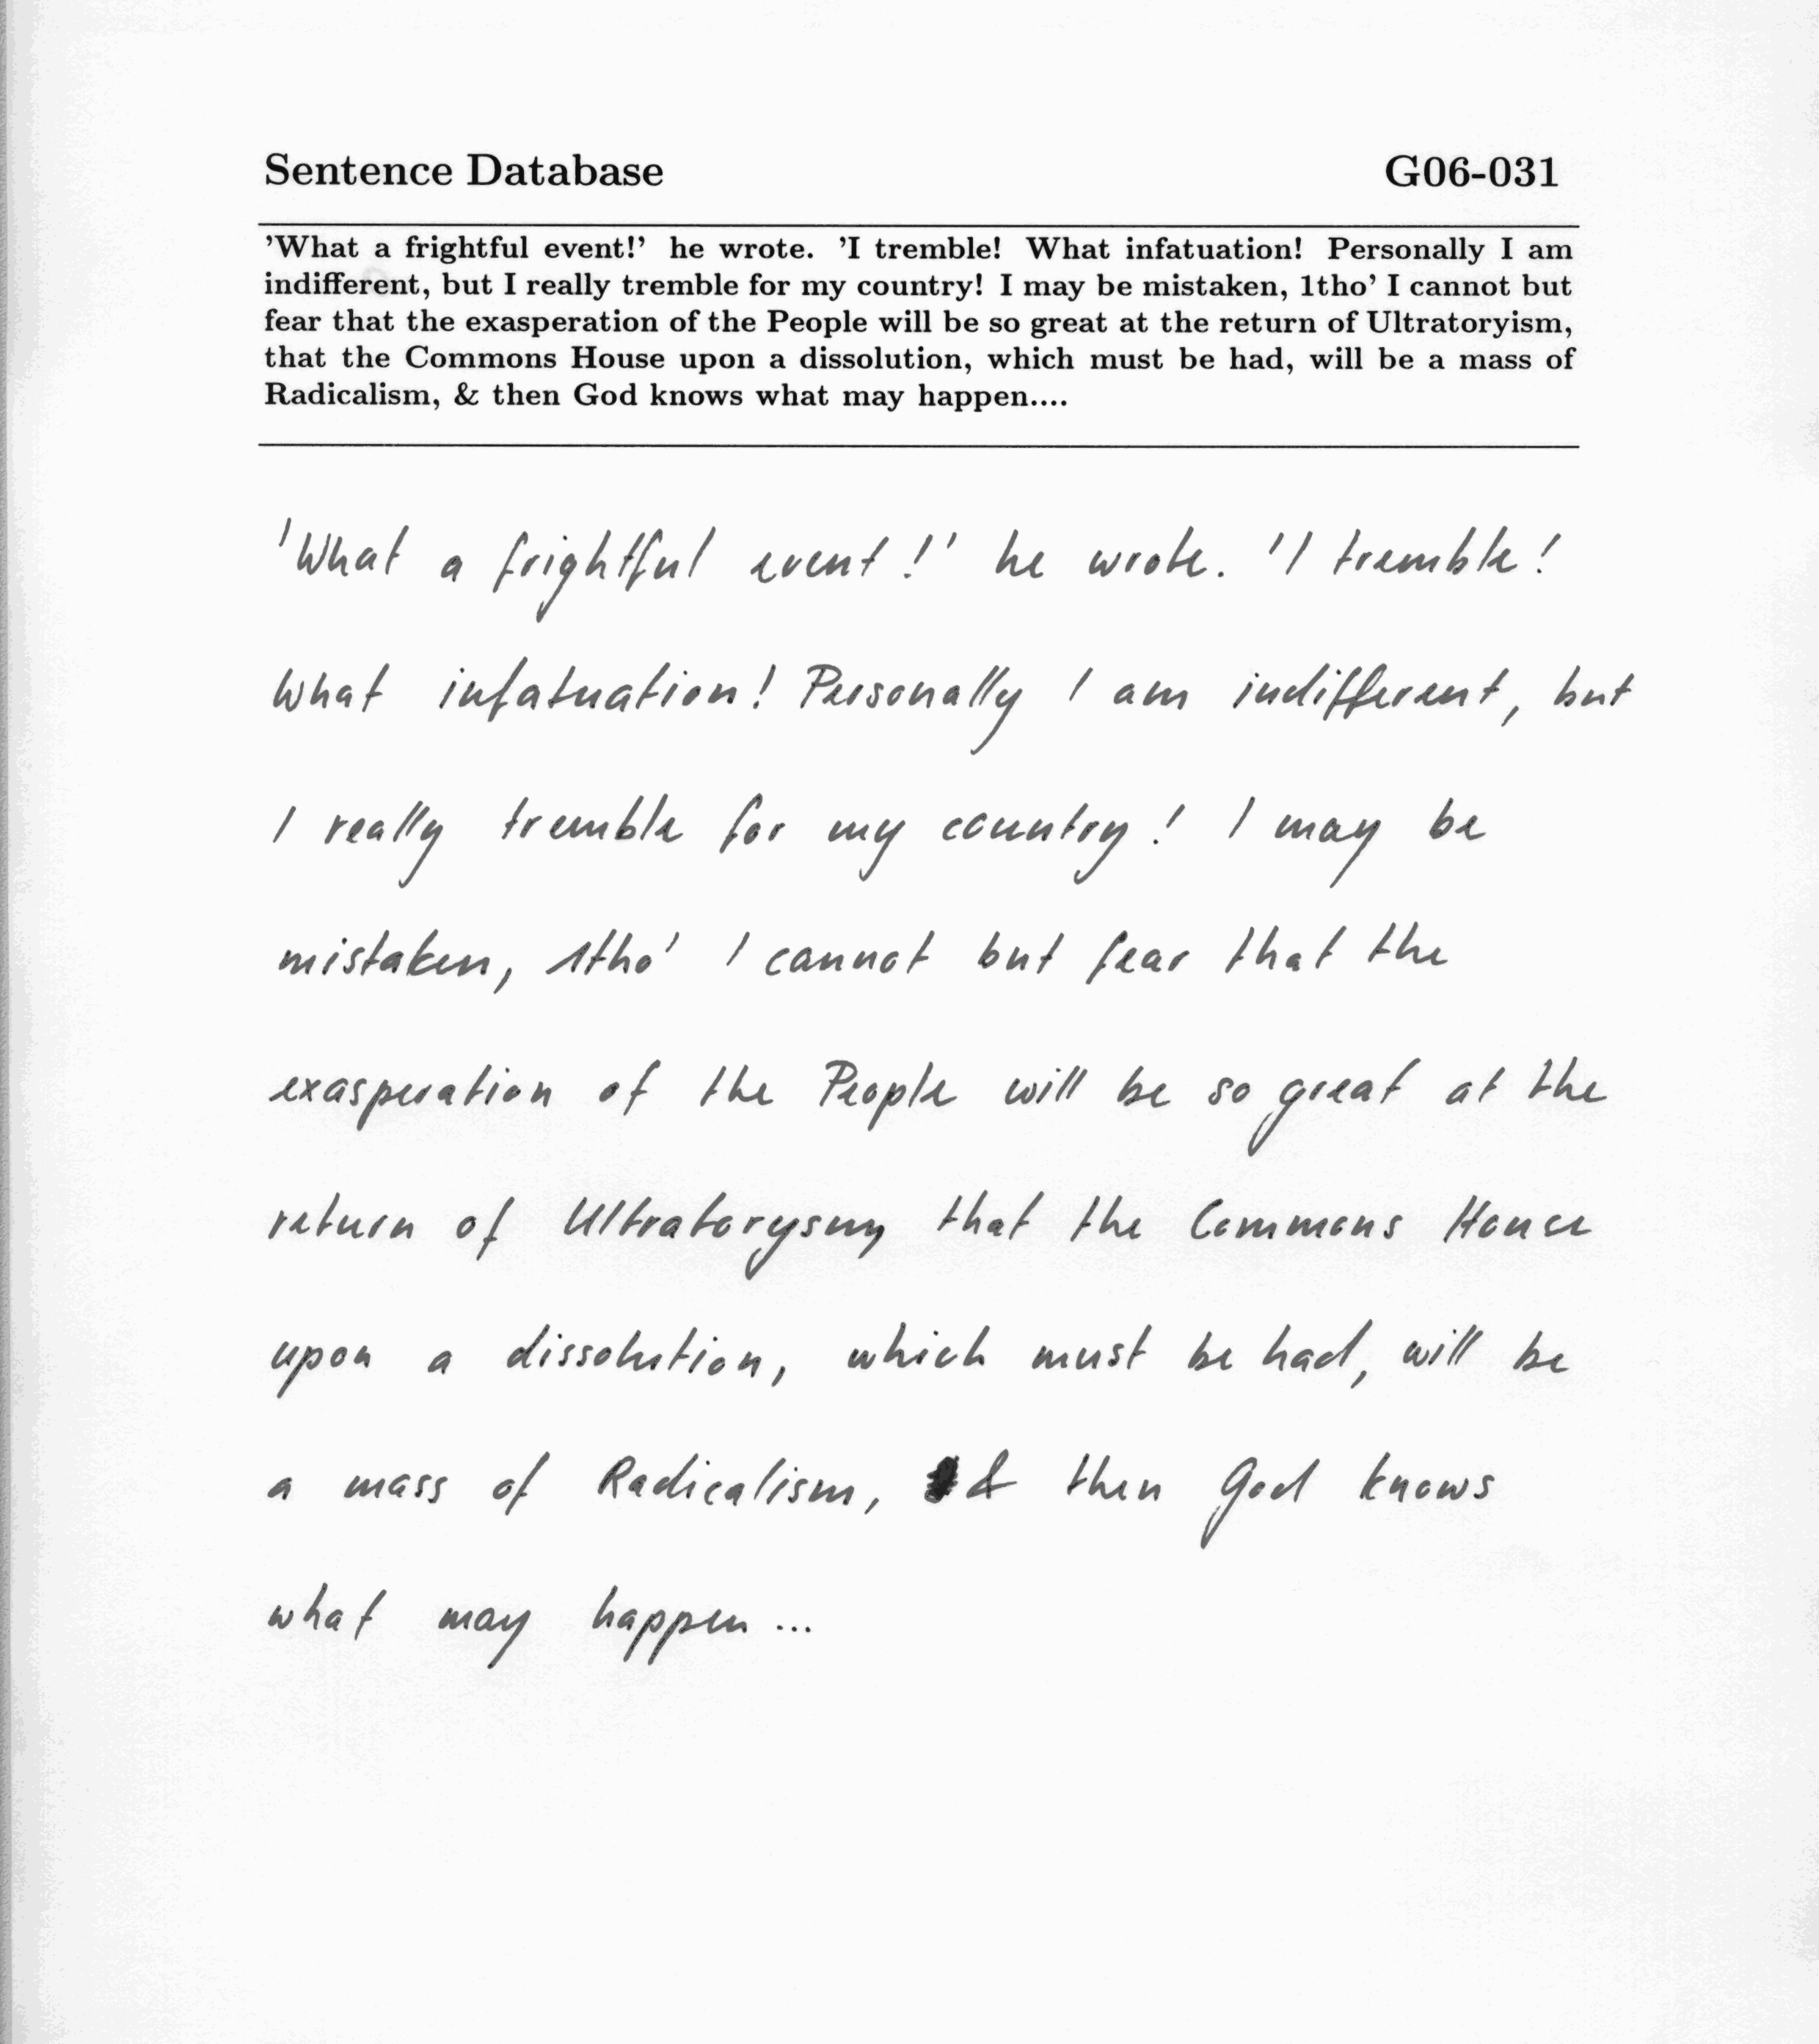 Sentence Database G06-031
'What a frightful event!' he wrote. 'I tremble! What infatuation! Personally I am
indifferent, but I really tremble for my country! I may be mistaken, 1tho' I cannot but
fear that the exasperation of the People will be so great at the return of Ultratoryism,
that the Commons House upon a dissolution, which must be had, will be a mass of
Radicalism, & then God knows what may happen....
'What a frightful event!' he wrote. 'I tremble!
What infatuation! Personally I am indifferent, but
I really tremble for my country! I may be
mistaken, 1tho' I cannot but fear that the
exasperation of the People will be so great at the
return of Ultratorysm, that the Commons House
upon a dissolution, which must be had, will be
a mass of Radicalism, & then God knows
what may happen...